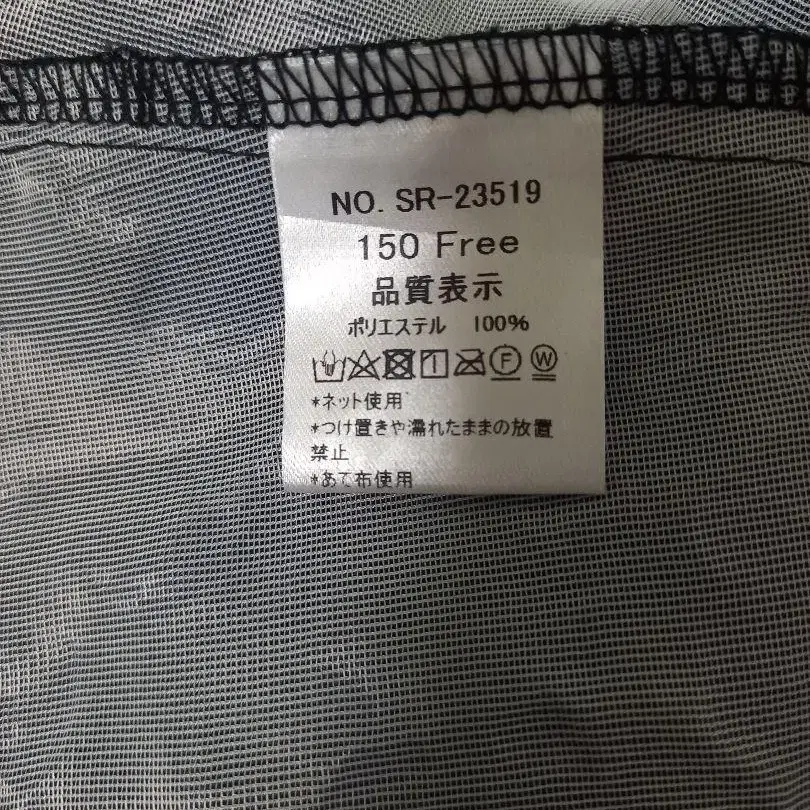 NO. SR-23519
150 Free
品質表示
ポリエステル 100%
F W
*ネット使用
*つけ置きや濡れたままの放置
禁止
*あて布使用